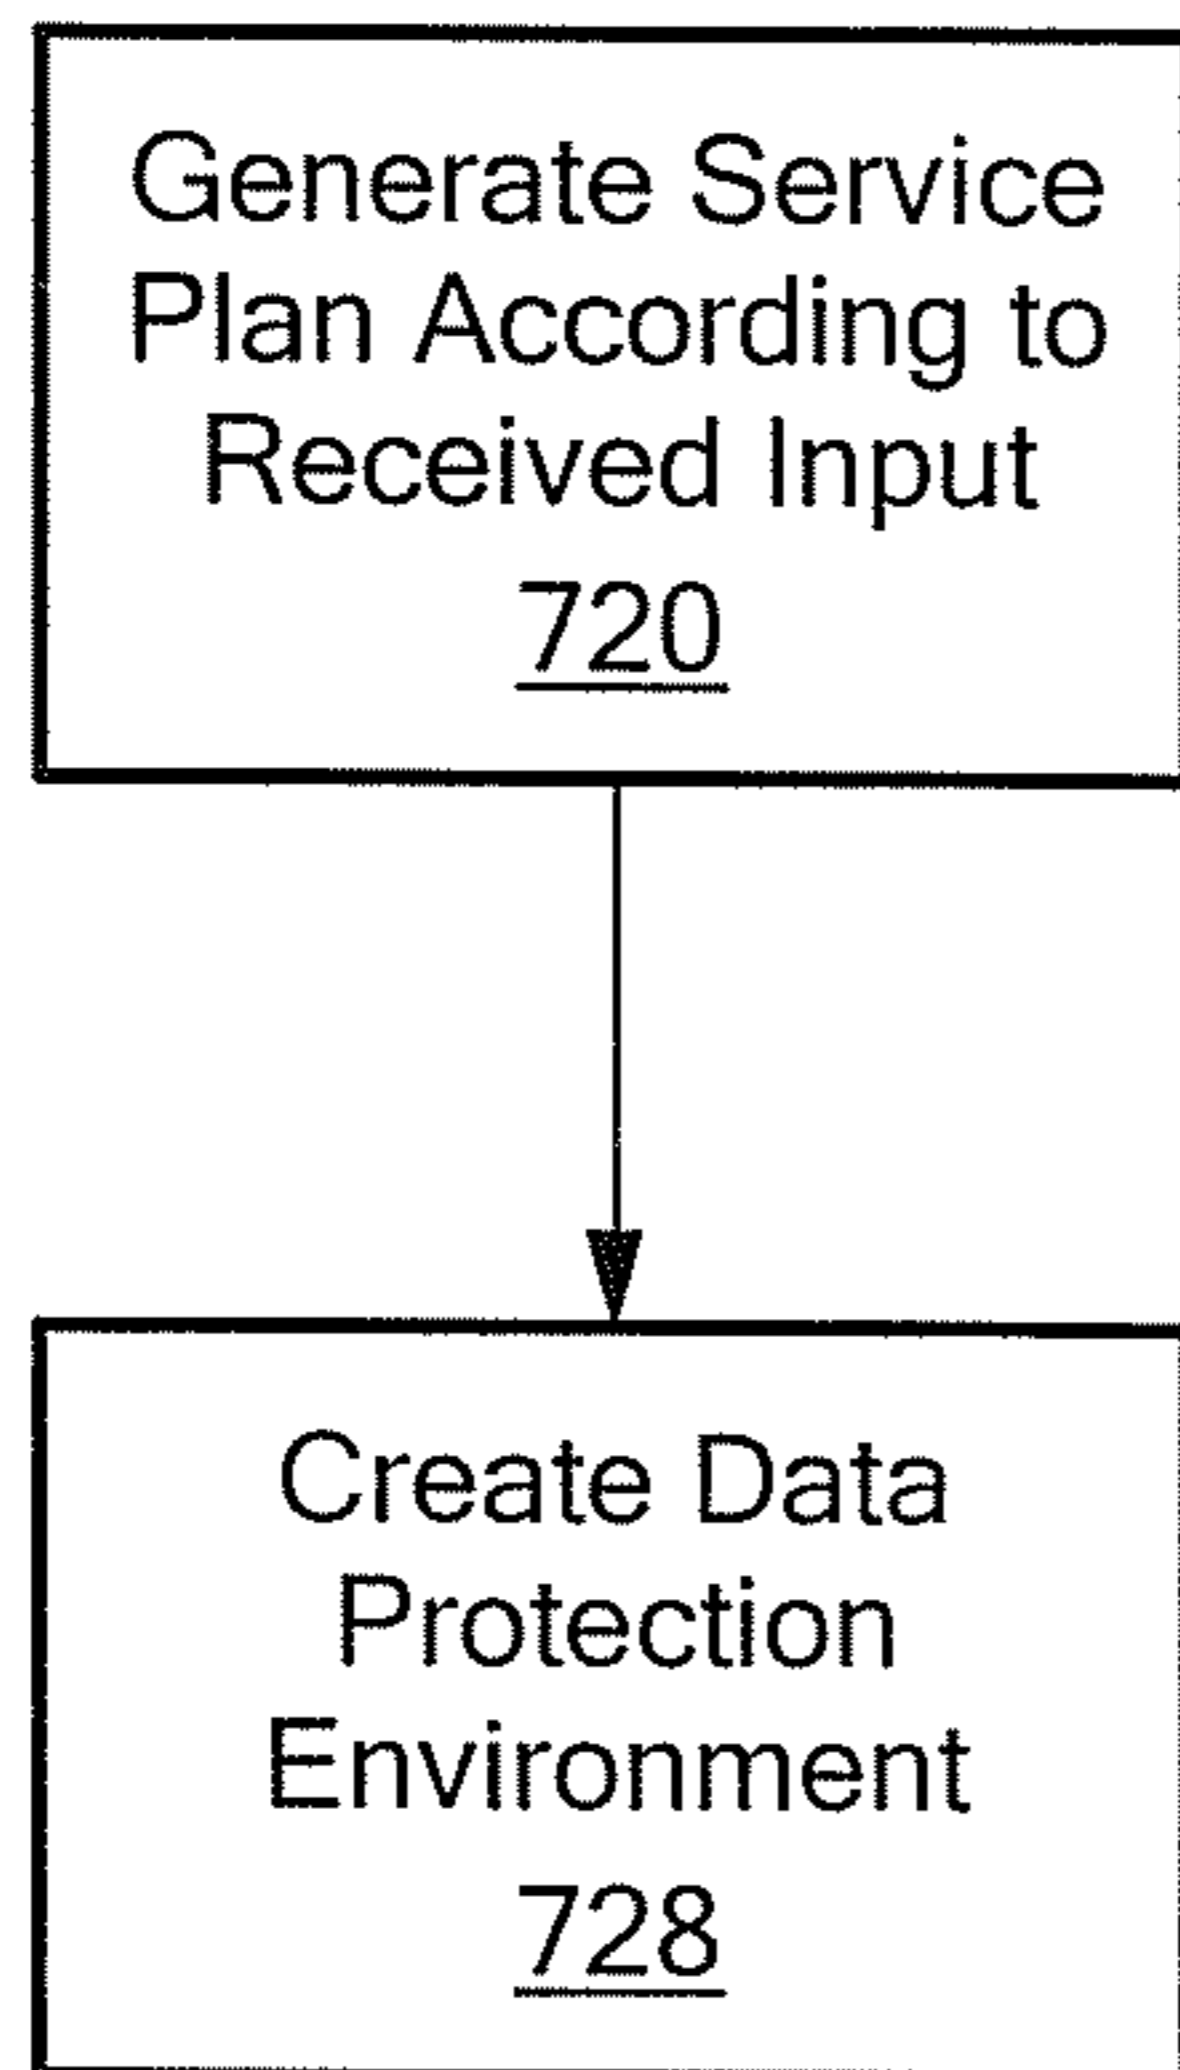 Generate Service
Plan According to
Received Input
720
Create Data
Protection
Environment
728